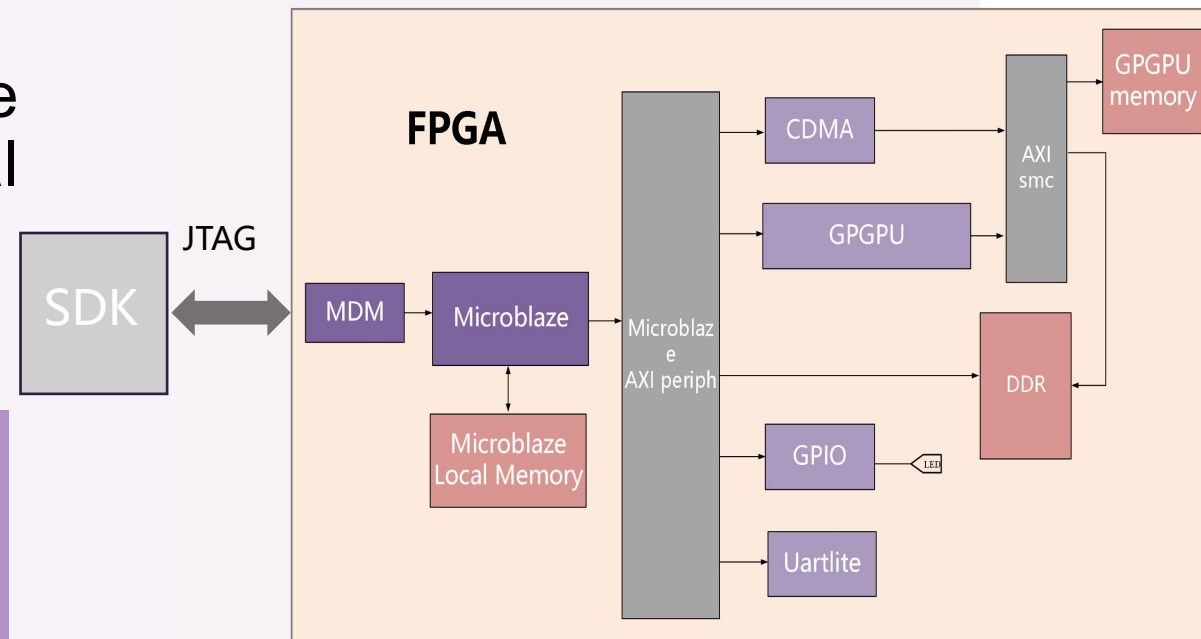 e
AI
FPGA
JTAG
SDK
MDM
Microblaze
Microblaze
Local Memory
Microblaz
e
AXI periph
CDMA
GPGPU
AXI
smc
GPGPU
memory
DDR
GPIO
LED
Uartlite